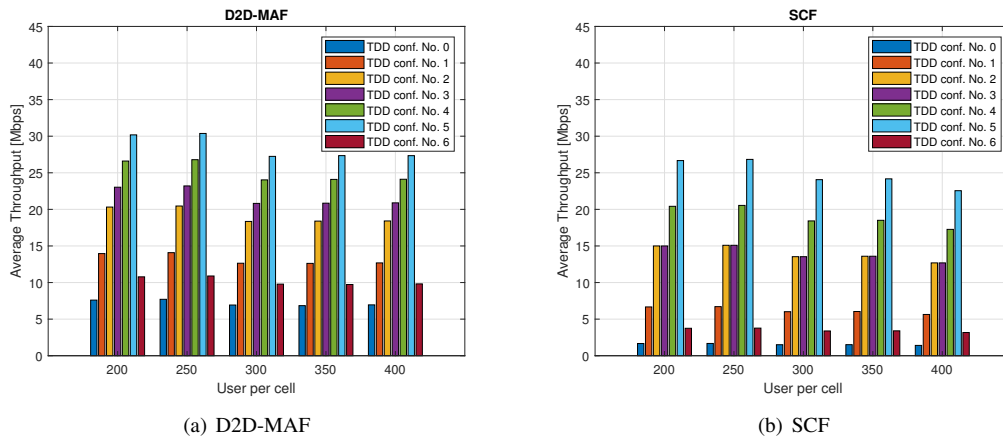 D2D-MAF
45
40
35
30
25
20
15
10
5
0
Average Throughput [Mbps]
TDD conf. No. 0
TDD conf. No. 1
TDD conf. No. 2
TDD conf. No. 3
TDD conf. No. 4
TDD conf. No. 5
TDD conf. No. 6
200 250 300 350 400
User per cell
(a) D2D-MAF
SCF
45
40
35
30
25
20
15
10
5
0
Average Throughput [Mbps]
TDD conf. No. 0
TDD conf. No. 1
TDD conf. No. 2
TDD conf. No. 3
TDD conf. No. 4
TDD conf. No. 5
TDD conf. No. 6
200 250 300 350 400
User per cell
(b) SCF